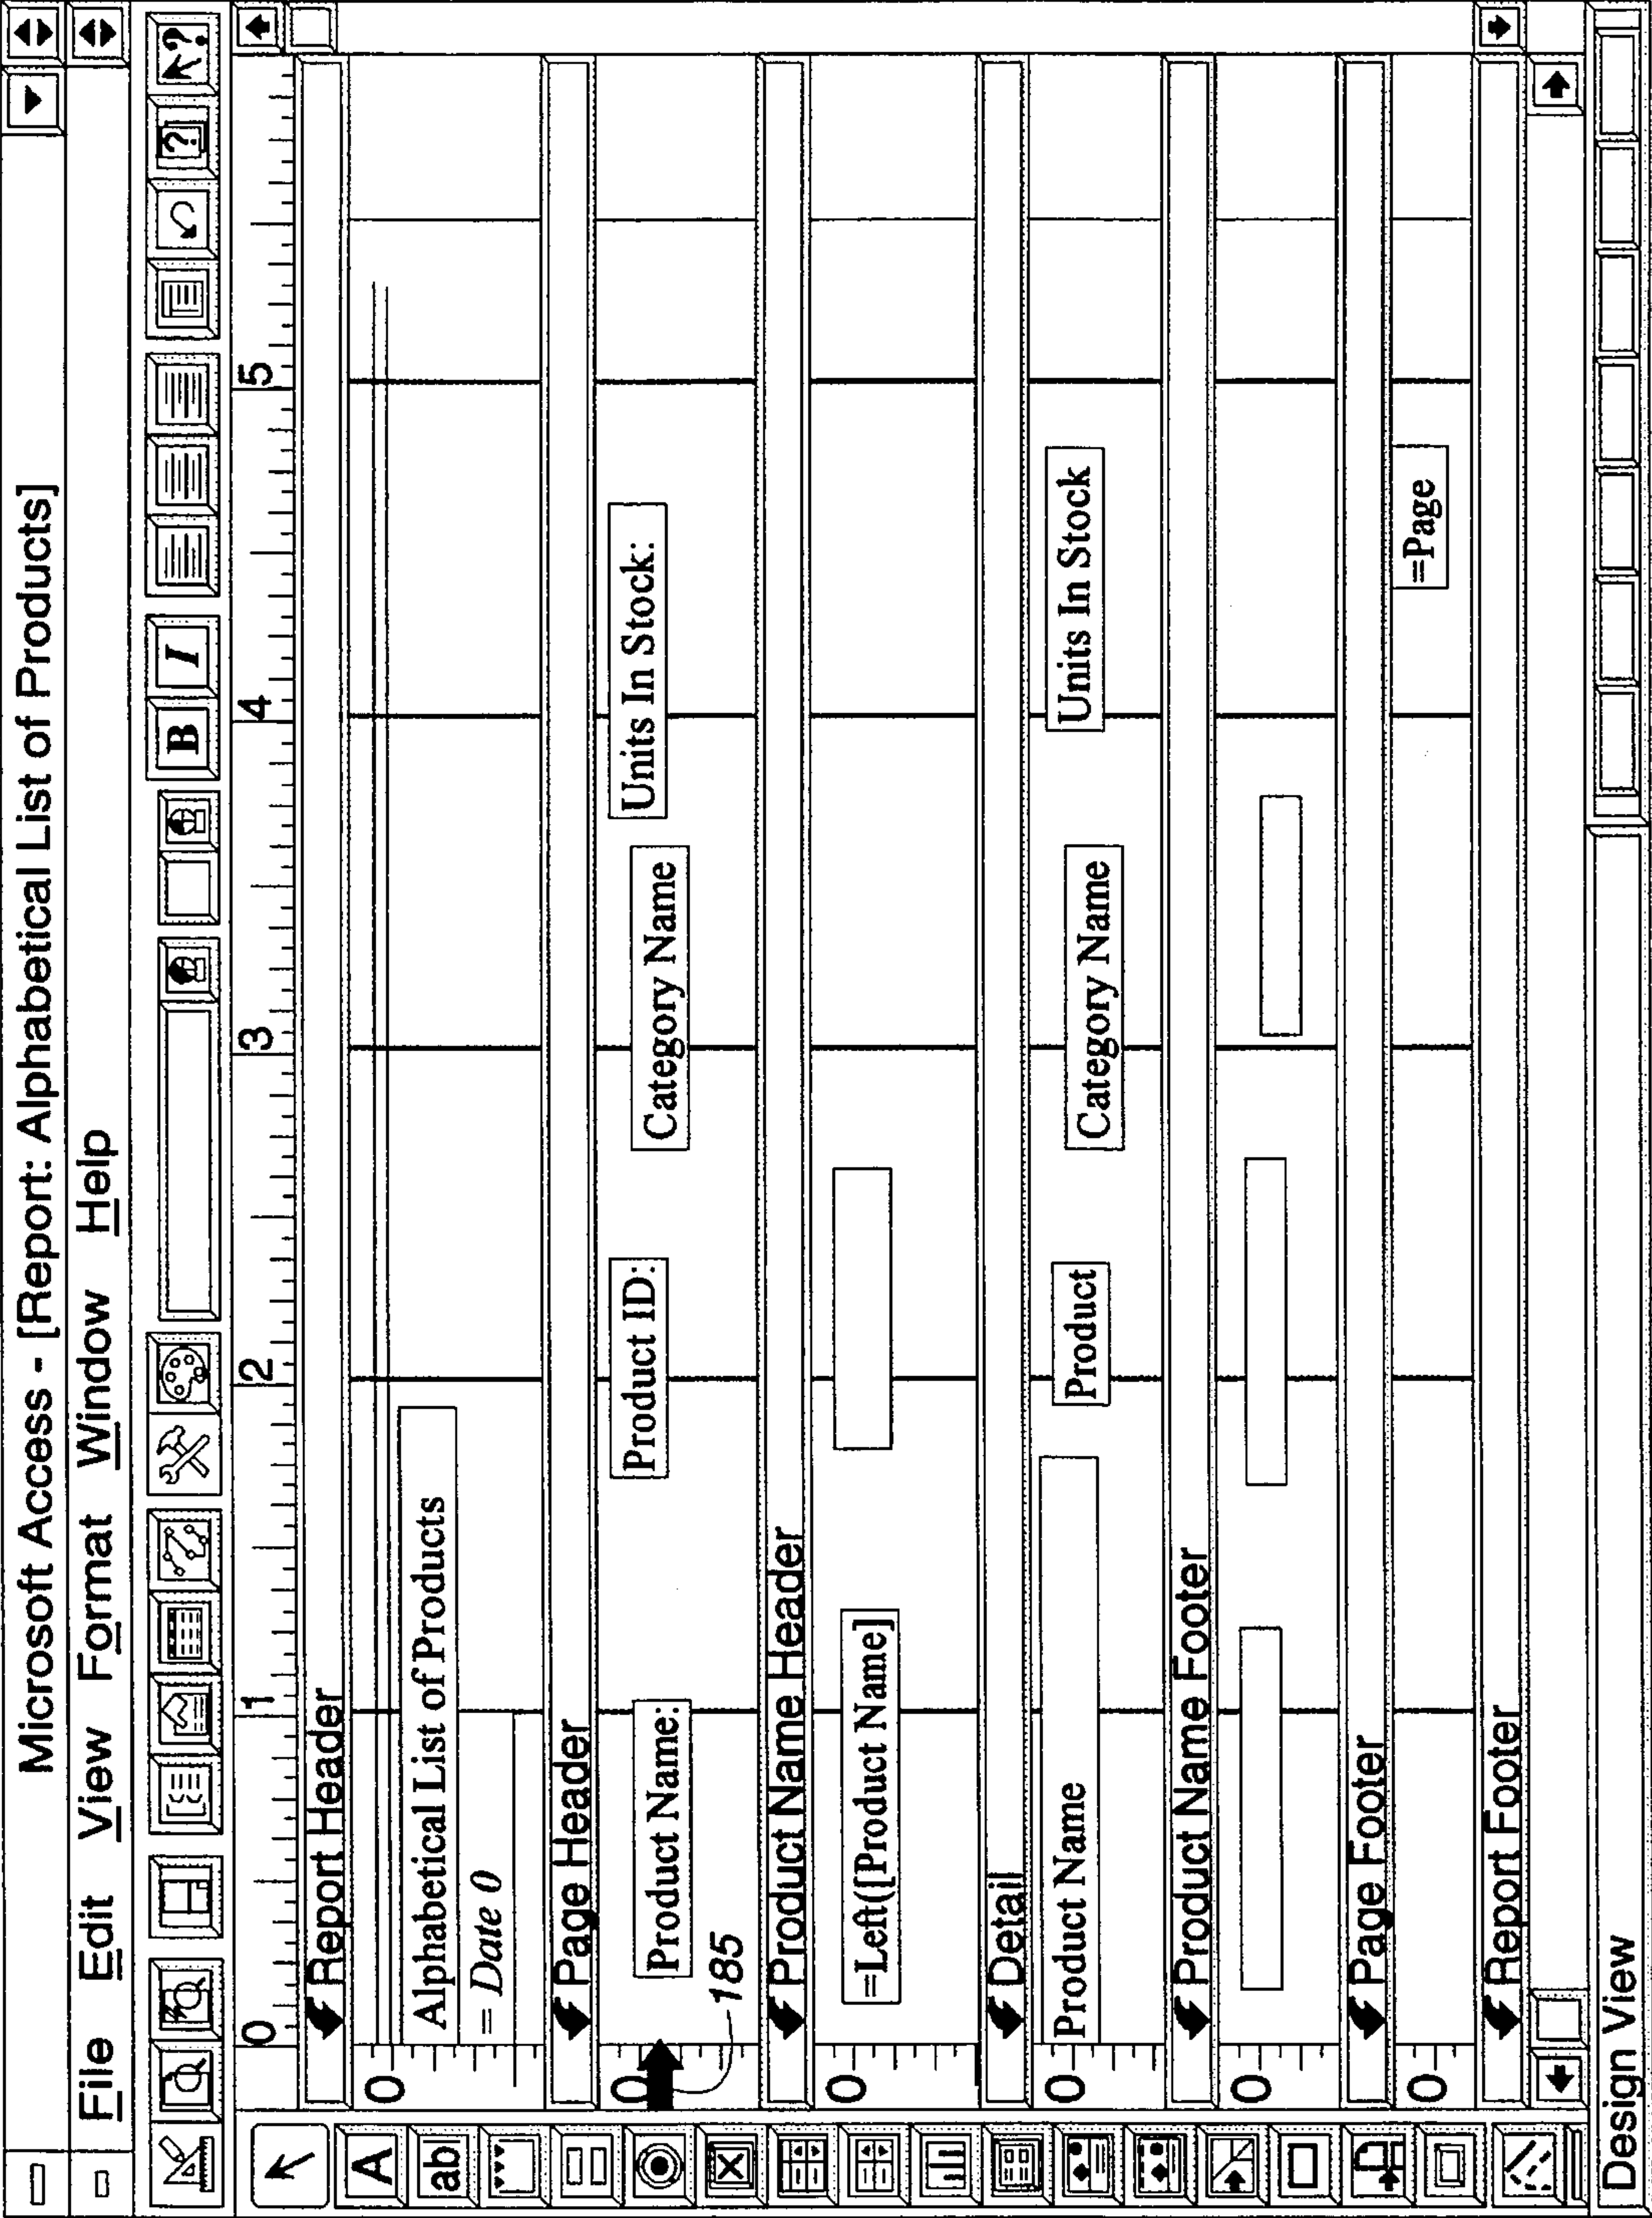 Microsoft Access - [Report: Alphabetical List of Products]
File Edit View Format Window Help
B I
0 1 2 3 4 5
Report Header
0
Alphabetical List of Products
= Date 0
Page Header
0
Product Name: Product ID: Category Name Units In Stock:
185
Product Name Header
0
=Left([Product Name]
Detail
0
Product Name Product Category Name Units In Stock
Product Name Footer
0
Page Footer
0
=Page
Report Footer
A
ab
Design View